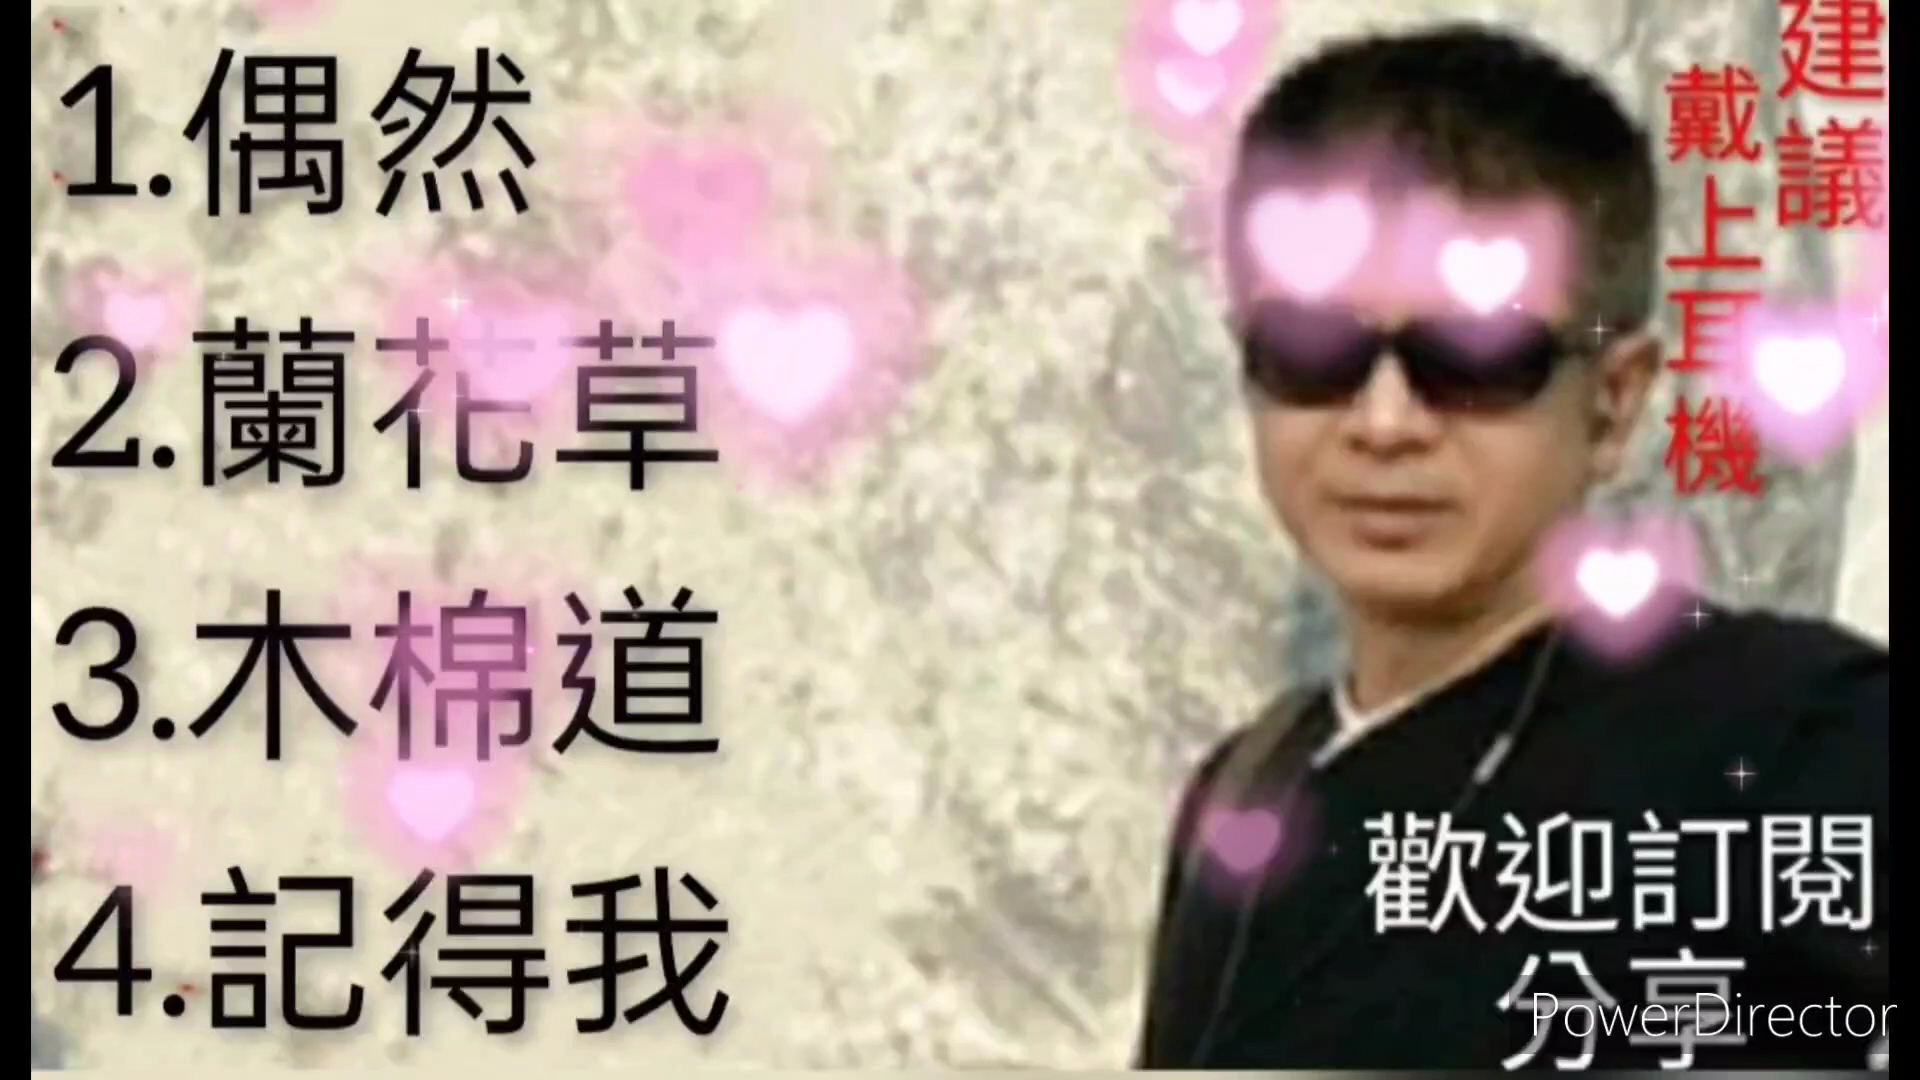 1.偶然
2.蘭花草
3.木棉道
4.記得我
建議
戴上耳機
歡迎訂閱
分享
PowerDirector